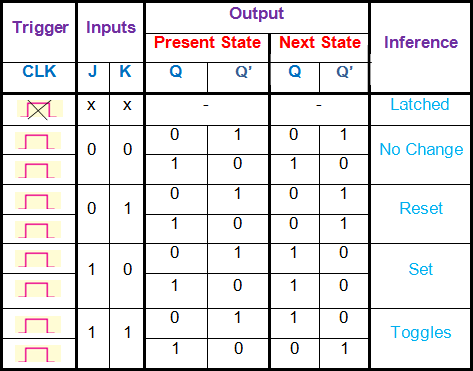 Trigger Inputs Output Inference
Present State Next State
CLK J K Q Q' Q Q'
x x - - Latched
0 0 0 1 0 1 No Change
1 0 1 0
0 1 0 1 0 1 Reset
1 0 0 1
1 0 0 1 1 0 Set
1 0 1 0
1 1 0 1 1 0 Toggles
1 0 0 1